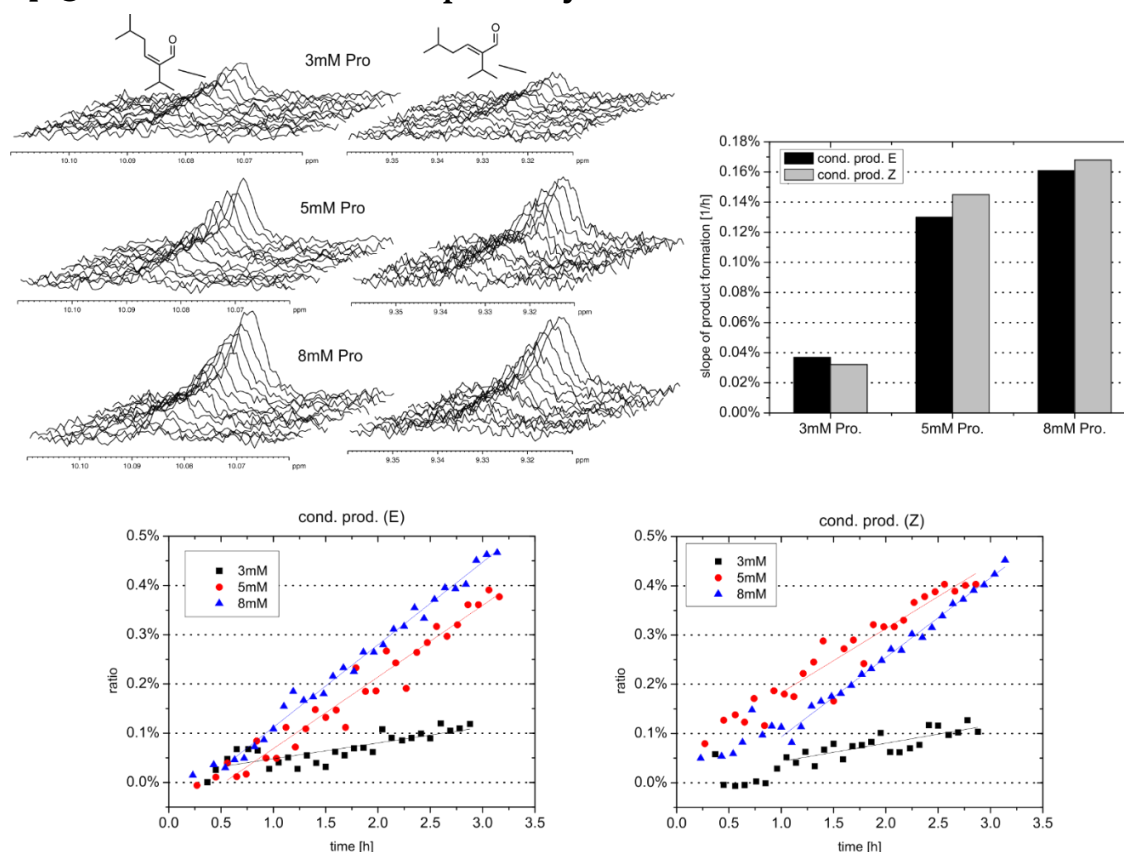 O
O
3mM Pro
10.10 10.09 10.08 10.07 ppm
9.35 9.34 9.33 9.32 ppm
5mM Pro
10.10 10.09 10.08 10.07 ppm
9.35 9.34 9.33 9.32 ppm
8mM Pro
10.10 10.09 10.08 10.07 ppm
9.35 9.34 9.33 9.32 ppm
slope of product formation [1/h]
0.18%
0.16%
0.14%
0.12%
0.10%
0.08%
0.06%
0.04%
0.02%
0.00%
cond. prod. E
cond. prod. Z
3mM Pro. 5mM Pro. 8mM Pro.
cond. prod. (E)
ratio
0.5%
0.4%
0.3%
0.2%
0.1%
0.0%
3mM
5mM
8mM
0.0 0.5 1.0 1.5 2.0 2.5 3.0 3.5
time [h]
cond. prod. (Z)
ratio
0.5%
0.4%
0.3%
0.2%
0.1%
0.0%
3mM
5mM
8mM
0.0 0.5 1.0 1.5 2.0 2.5 3.0 3.5
time [h]